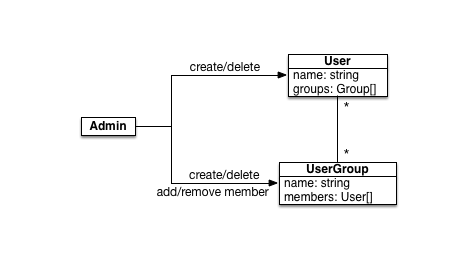 create/delete
User
name: string
groups: Group[]
*
Admin
*
create/delete
add/remove member
UserGroup
name: string
members: User[]